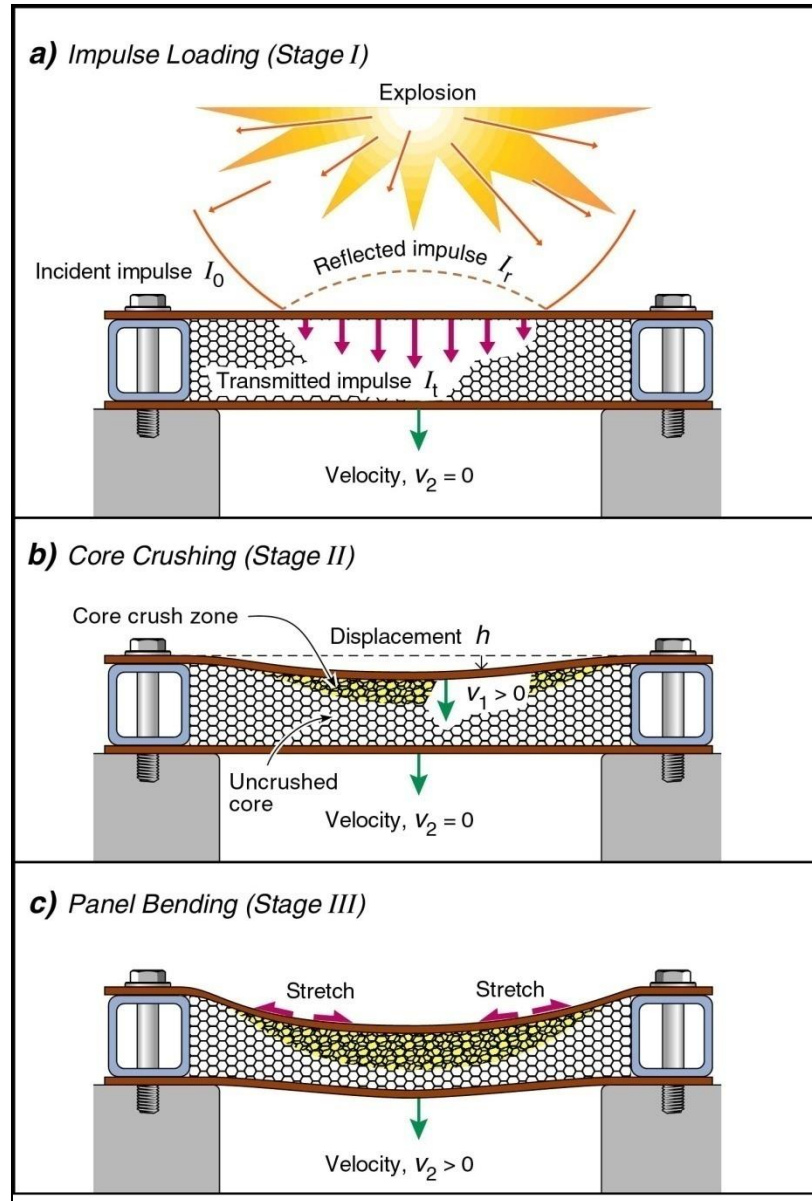 a) Impulse Loading (Stage I)
Explosion
Reflected impulse Ir
Incident impulse I0
Transmitted impulse It
Velocity, v2 = 0
b) Core Crushing (Stage II)
Core crush zone
Displacement h
v1 > 0
Uncrushed
core
Velocity, v2 = 0
c) Panel Bending (Stage III)
Stretch
Stretch
Velocity, v2 > 0